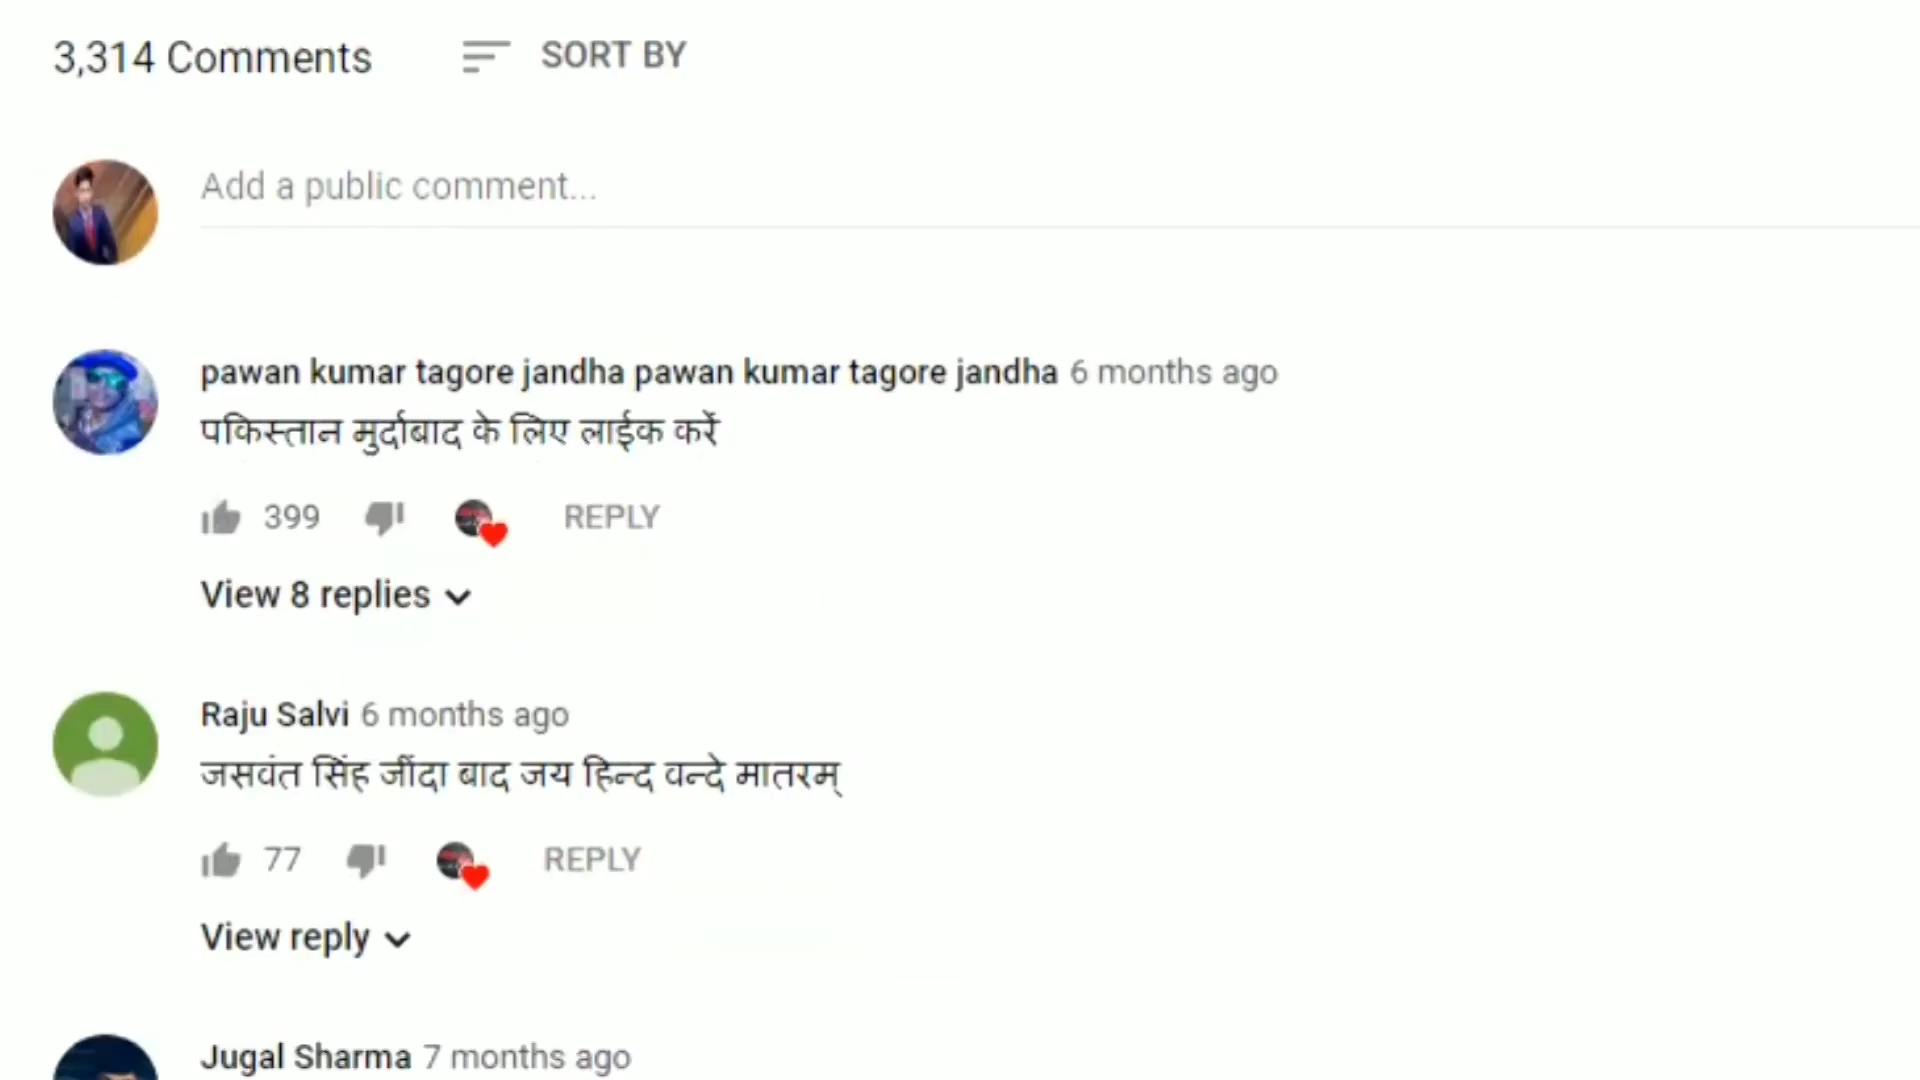 3,314 Comments SORT BY
Add a public comment...
pawan kumar tagore jandha pawan kumar tagore jandha 6 months ago
पकिस्तान मुर्दाबाद के लिए लाईक करें
399 REPLY
View 8 replies
Raju Salvi 6 months ago
जसवंत सिंह जींदा बाद जय हिन्द वन्दे मातरम्
77 REPLY
View reply
Jugal Sharma 7 months ago